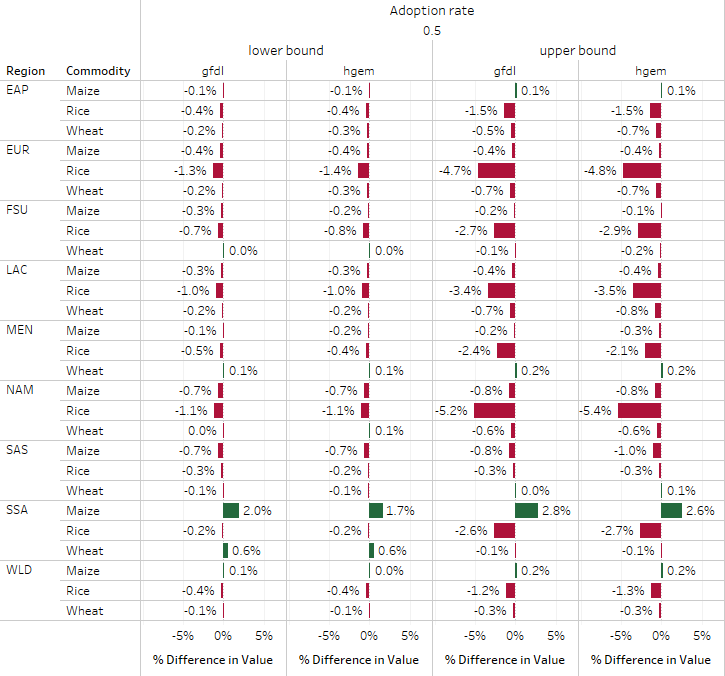 Adoption rate
0.5
lower bound upper bound
Region Commodity gfdl hgem gfdl hgem
EAP Maize -0.1% -0.1% 0.1% 0.1%
Rice -0.4% -0.4% -1.5% -1.5%
Wheat -0.2% -0.3% -0.5% -0.7%
EUR Maize -0.4% -0.4% -0.4% -0.4%
Rice -1.3% -1.4% -4.7% -4.8%
Wheat -0.2% -0.3% -0.7% -0.7%
FSU Maize -0.3% -0.2% -0.2% -0.1%
Rice -0.7% -0.8% -2.7% -2.9%
Wheat 0.0% 0.0% -0.1% -0.2%
LAC Maize -0.3% -0.3% -0.4% -0.4%
Rice -1.0% -1.0% -3.4% -3.5%
Wheat -0.2% -0.2% -0.7% -0.8%
MEN Maize -0.1% -0.2% -0.2% -0.3%
Rice -0.5% -0.4% -2.4% -2.1%
Wheat 0.1% 0.1% 0.2% 0.2%
NAM Maize -0.7% -0.7% -0.8% -0.8%
Rice -1.1% -1.1% -5.2% -5.4%
Wheat 0.0% 0.1% -0.6% -0.6%
SAS Maize -0.7% -0.7% -0.8% -1.0%
Rice -0.3% -0.2% -0.3% -0.3%
Wheat -0.1% -0.1% 0.0% 0.1%
SSA Maize 2.0% 1.7% 2.8% 2.6%
Rice -0.2% -0.2% -2.6% -2.7%
Wheat 0.6% 0.6% -0.1% -0.1%
WLD Maize 0.1% 0.0% 0.2% 0.2%
Rice -0.4% -0.4% -1.2% -1.3%
Wheat -0.1% -0.1% -0.3% -0.3%
-5% 0% 5% -5% 0% 5% -5% 0% 5% -5% 0% 5%
% Difference in Value % Difference in Value % Difference in Value % Difference in Value